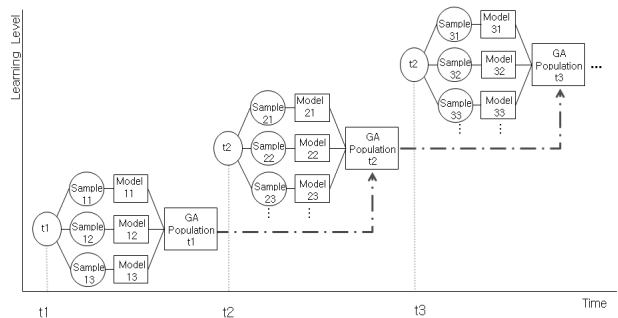 Learning Level
t2
Sample
31
Model
31
Sample
32
Model
32
Sample
33
Model
33
GA
Population
t3
...
t2
Sample
21
Model
21
Sample
22
Model
22
Sample
23
Model
23
GA
Population
t2
t1
Sample
11
Model
11
Sample
12
Model
12
Sample
13
Model
13
GA
Population
t1
t1
t2
t3
Time